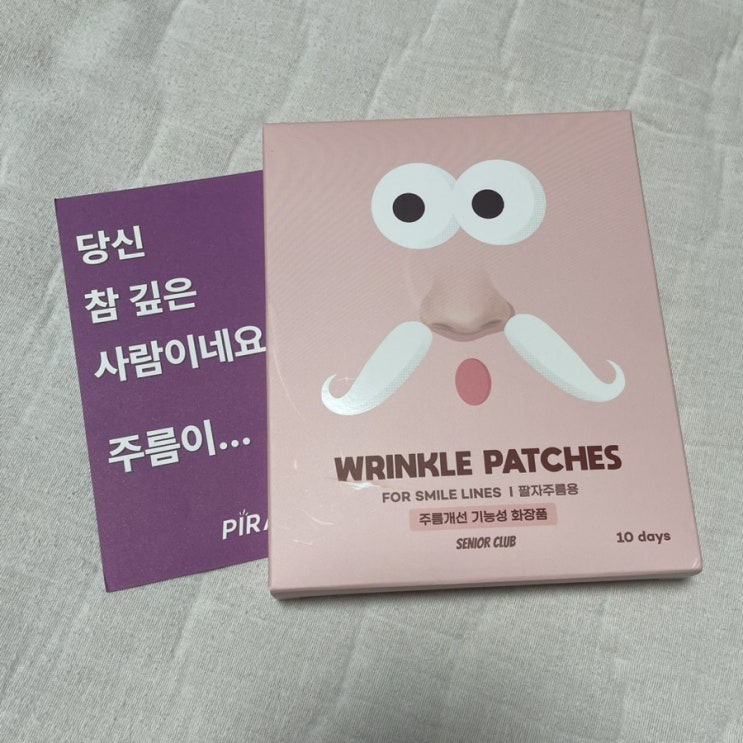 당신
참 깊은
사람이네요
주름이...
WRINKLE PATCHES
FOR SMILE LINES I 팔자주름용
주름개선 기능성 화장품
SENIOR CLUB
10 days